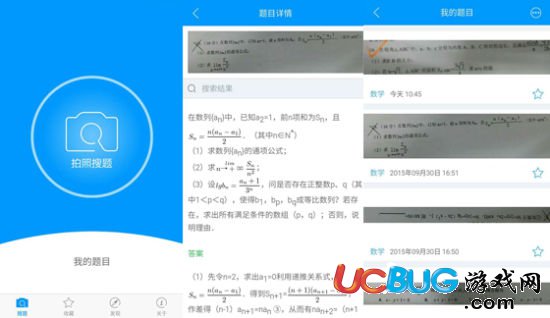 拍照搜题
我的题目
搜题
收藏
发现
关于
题目详情
搜索结果
在数列{an}中，已知a2=1，前n项和为Sn，且
Sn = n(an − a1) / 2 ．（其中n∈N*）
（1）求数列{an}的通项公式；
（2）求 lim n→+∞ Sn / n² ；
（3）设lgbn = an + 1 / 3^n ，问是否存在正整数p，q（其
中1＜p＜q），使得b1，bp，bq成等比数列？若存
在，求出所有满足条件的数组（p，q）；否则，说
明理由．
答案
（1）先令n=2，求出a1=0利用递推关系式，
Sn = n(an − a1) / 2 ．得到Sn+1=
作差得（n-1）an+1=nan ③，从而有nan+2=（n+1
我的题目
数学 今天 10:45
数学 2015年09月30日 16:51
数学 2015年09月30日 16:50
UCBUG游戏网
.com